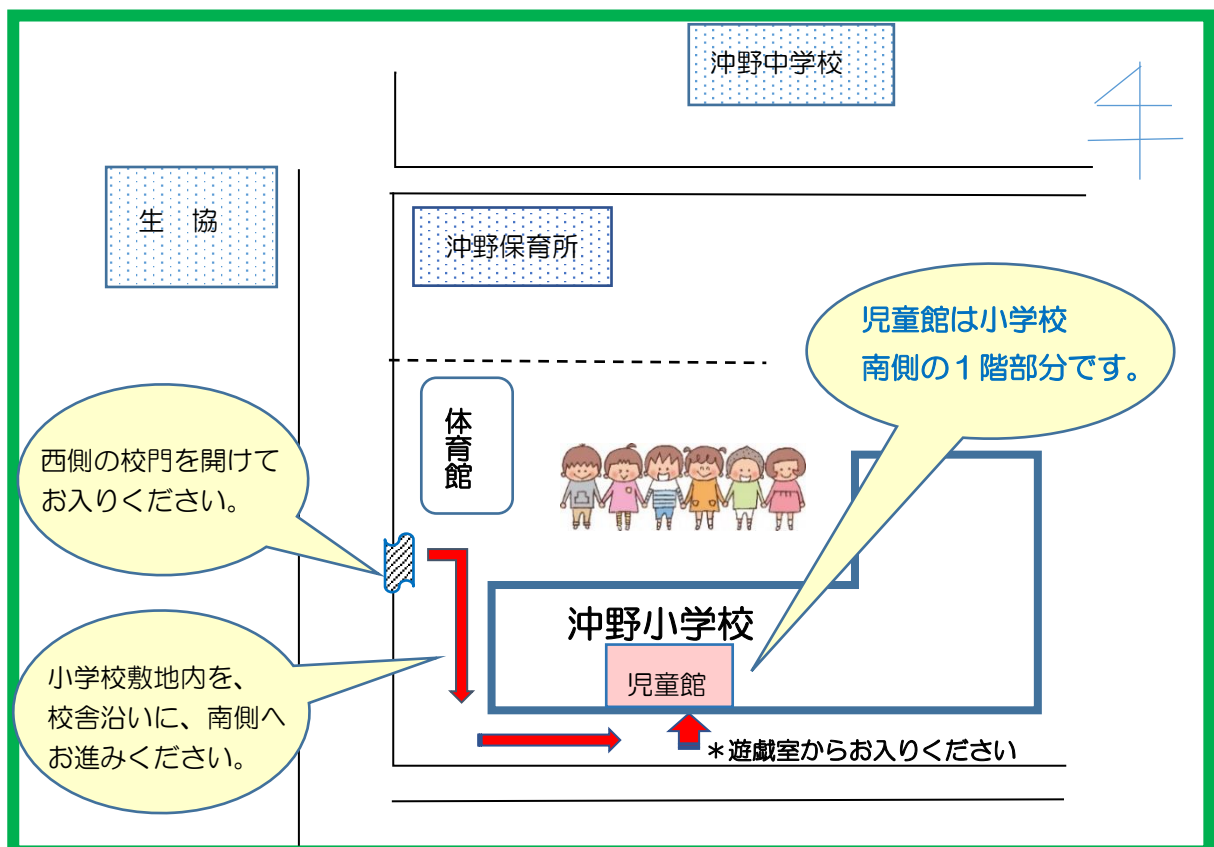 沖野中学校
生　協
沖野保育所
児童館は小学校
南側の１階部分です。
体育館
西側の校門を開けて
お入りください。
沖野小学校
児童館
小学校敷地内を、
校舎沿いに、南側へ
お進みください。
＊遊戯室からお入りください